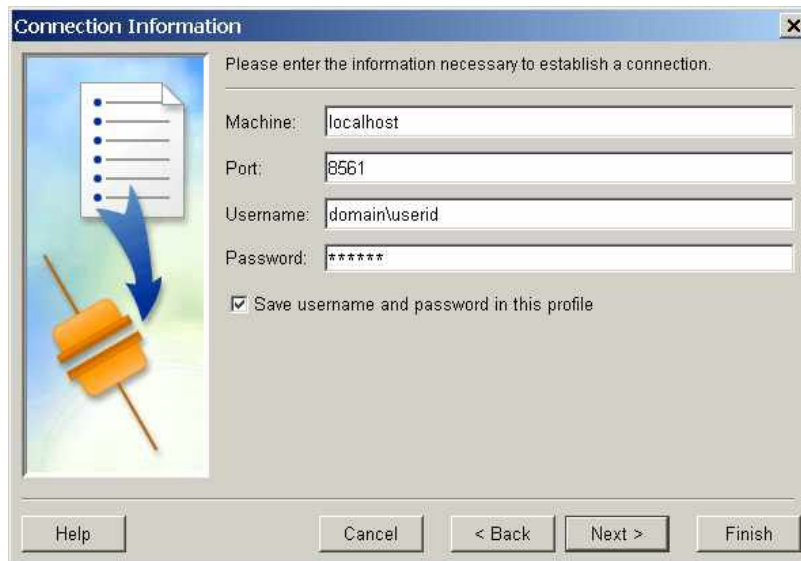 Connection Information
Please enter the information necessary to establish a connection.
Machine: localhost
Port: 8561
Username: domain\userid
Password: ******
Save username and password in this profile
Help Cancel < Back Next > Finish